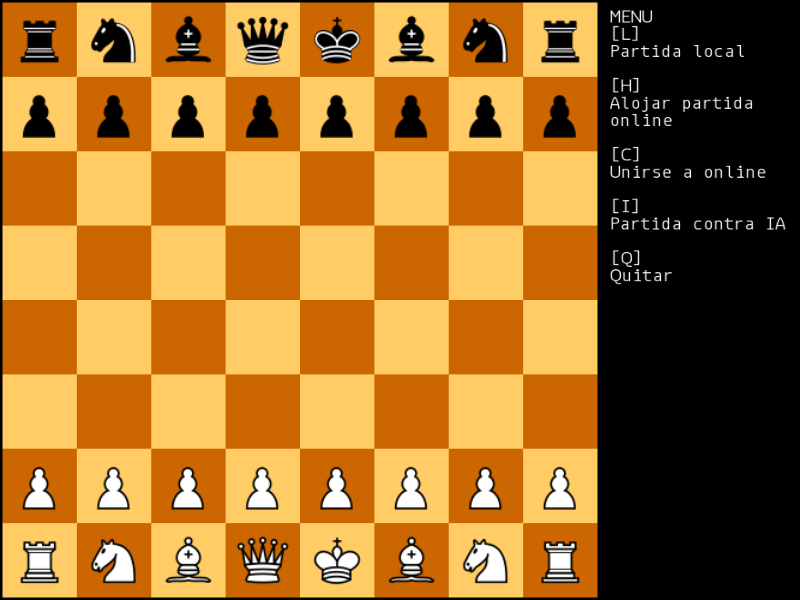 MENU
[L]
Partida local
[H]
Alojar partida
online
[C]
Unirse a online
[I]
Partida contra IA
[Q]
Quitar